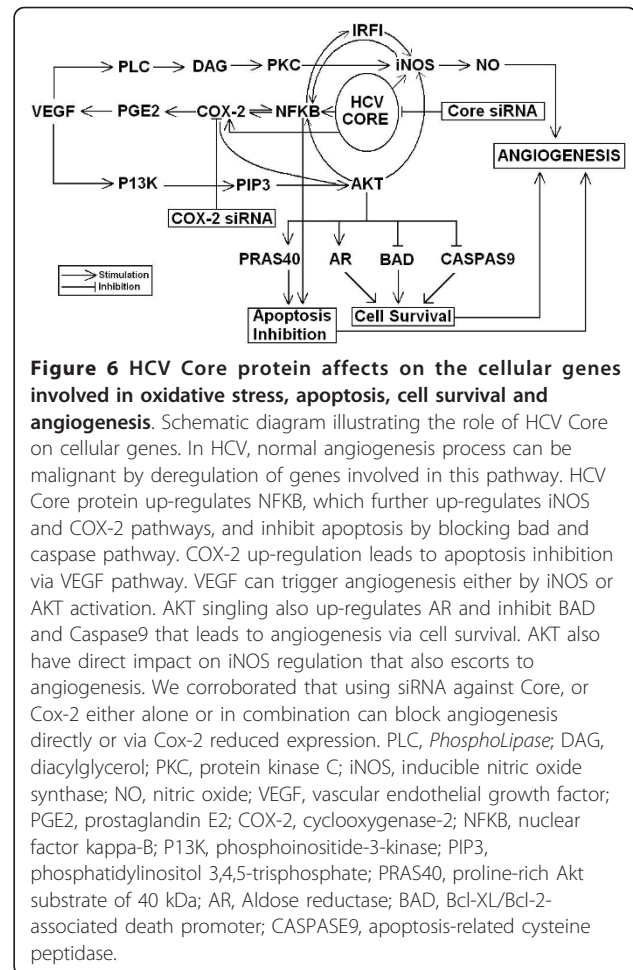 IRFI
PLC DAG PKC iNOS NO
VEGF PGE2 COX-2 NFKB HCV CORE Core siRNA
ANGIOGENESIS
P13K PIP3 AKT
COX-2 siRNA
PRAS40 AR BAD CASPAS9
Stimulation
Inhibition
Apoptosis Inhibition Cell Survival
Figure 6 HCV Core protein affects on the cellular genes
involved in oxidative stress, apoptosis, cell survival and
angiogenesis. Schematic diagram illustrating the role of HCV Core
on cellular genes. In HCV, normal angiogenesis process can be
malignant by deregulation of genes involved in this pathway. HCV
Core protein up-regulates NFKB, which further up-regulates iNOS
and COX-2 pathways, and inhibit apoptosis by blocking bad and
caspase pathway. COX-2 up-regulation leads to apoptosis inhibition
via VEGF pathway. VEGF can trigger angiogenesis either by iNOS or
AKT activation. AKT singling also up-regulates AR and inhibit BAD
and Caspase9 that leads to angiogenesis via cell survival. AKT also
have direct impact on iNOS regulation that also escorts to
angiogenesis. We corroborated that using siRNA against Core, or
Cox-2 either alone or in combination can block angiogenesis
directly or via Cox-2 reduced expression. PLC, PhosphoLipase; DAG,
diacylglycerol; PKC, protein kinase C; iNOS, inducible nitric oxide
synthase; NO, nitric oxide; VEGF, vascular endothelial growth factor;
PGE2, prostaglandin E2; COX-2, cyclooxygenase-2; NFKB, nuclear
factor kappa-B; P13K, phosphoinositide-3-kinase; PIP3,
phosphatidylinositol 3,4,5-trisphosphate; PRAS40, proline-rich Akt
substrate of 40 kDa; AR, Aldose reductase; BAD, Bcl-XL/Bcl-2-
associated death promoter; CASPASE9, apoptosis-related cysteine
peptidase.